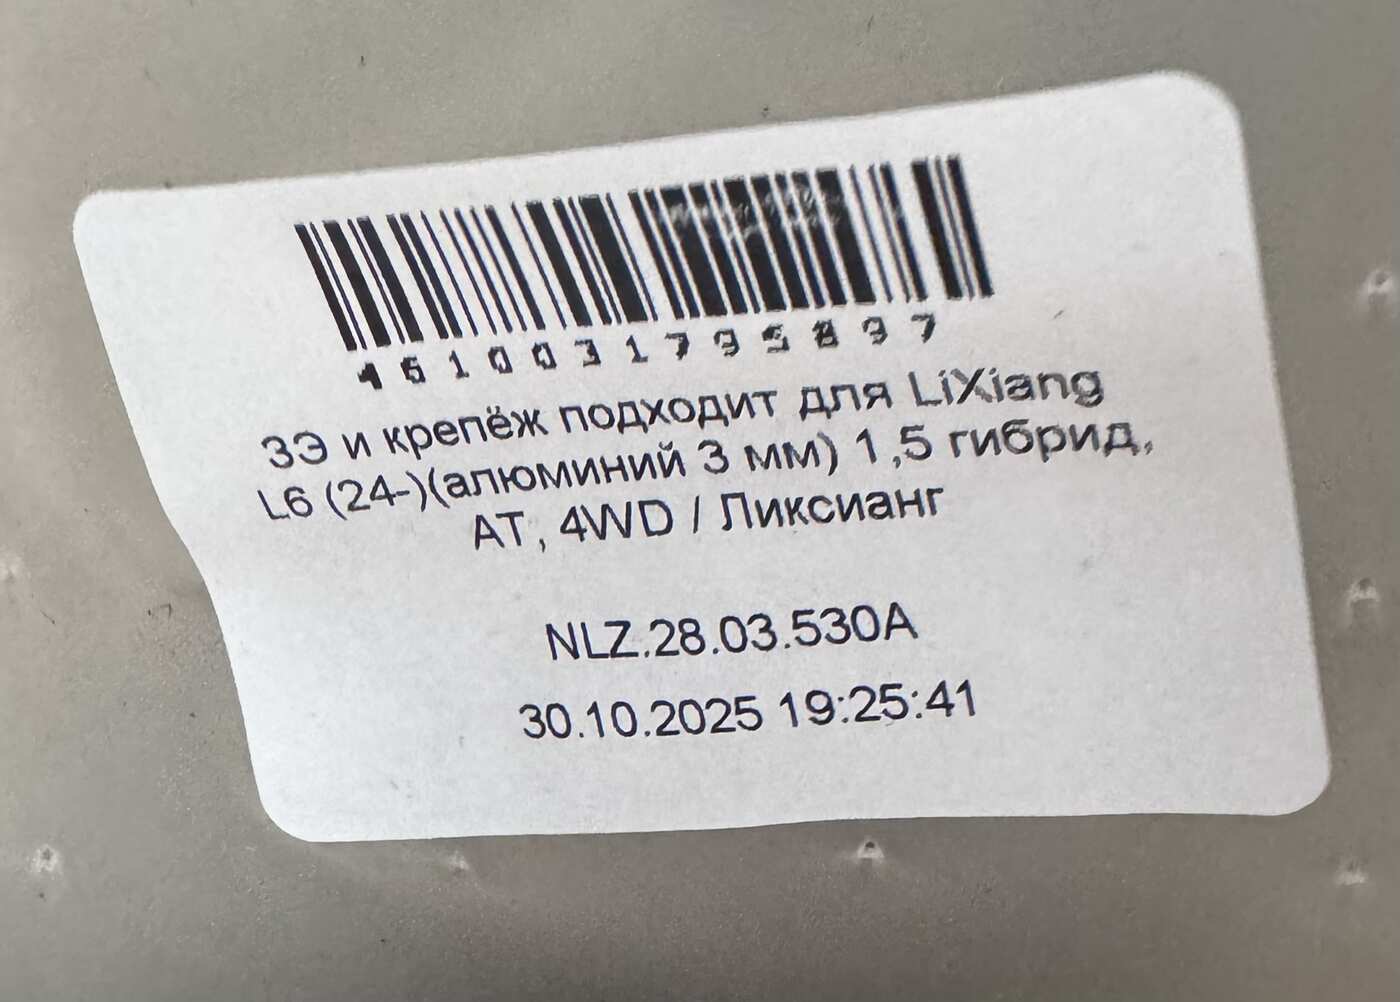 4610031795897
ЗЭ и крепёж подходит для LiXiang
L6 (24-)(алюминий 3 мм) 1,5 гибрид,
АТ, 4WD / Ликсианг
NLZ.28.03.530A
30.10.2025 19:25:41